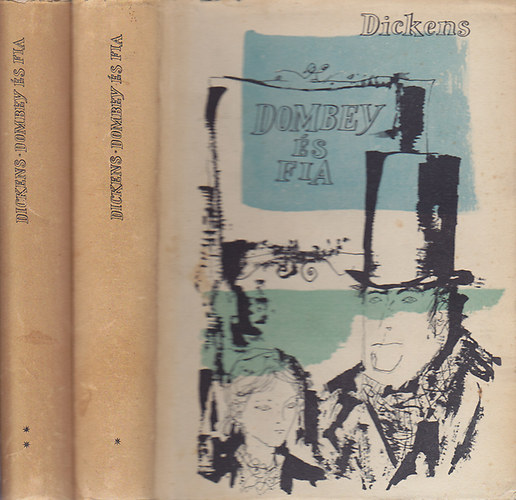 DICKENS · DOMBEY ÉS FIA
**
DICKENS · DOMBEY ÉS FIA
*
Dickens
DOMBEY
ÉS
FIA